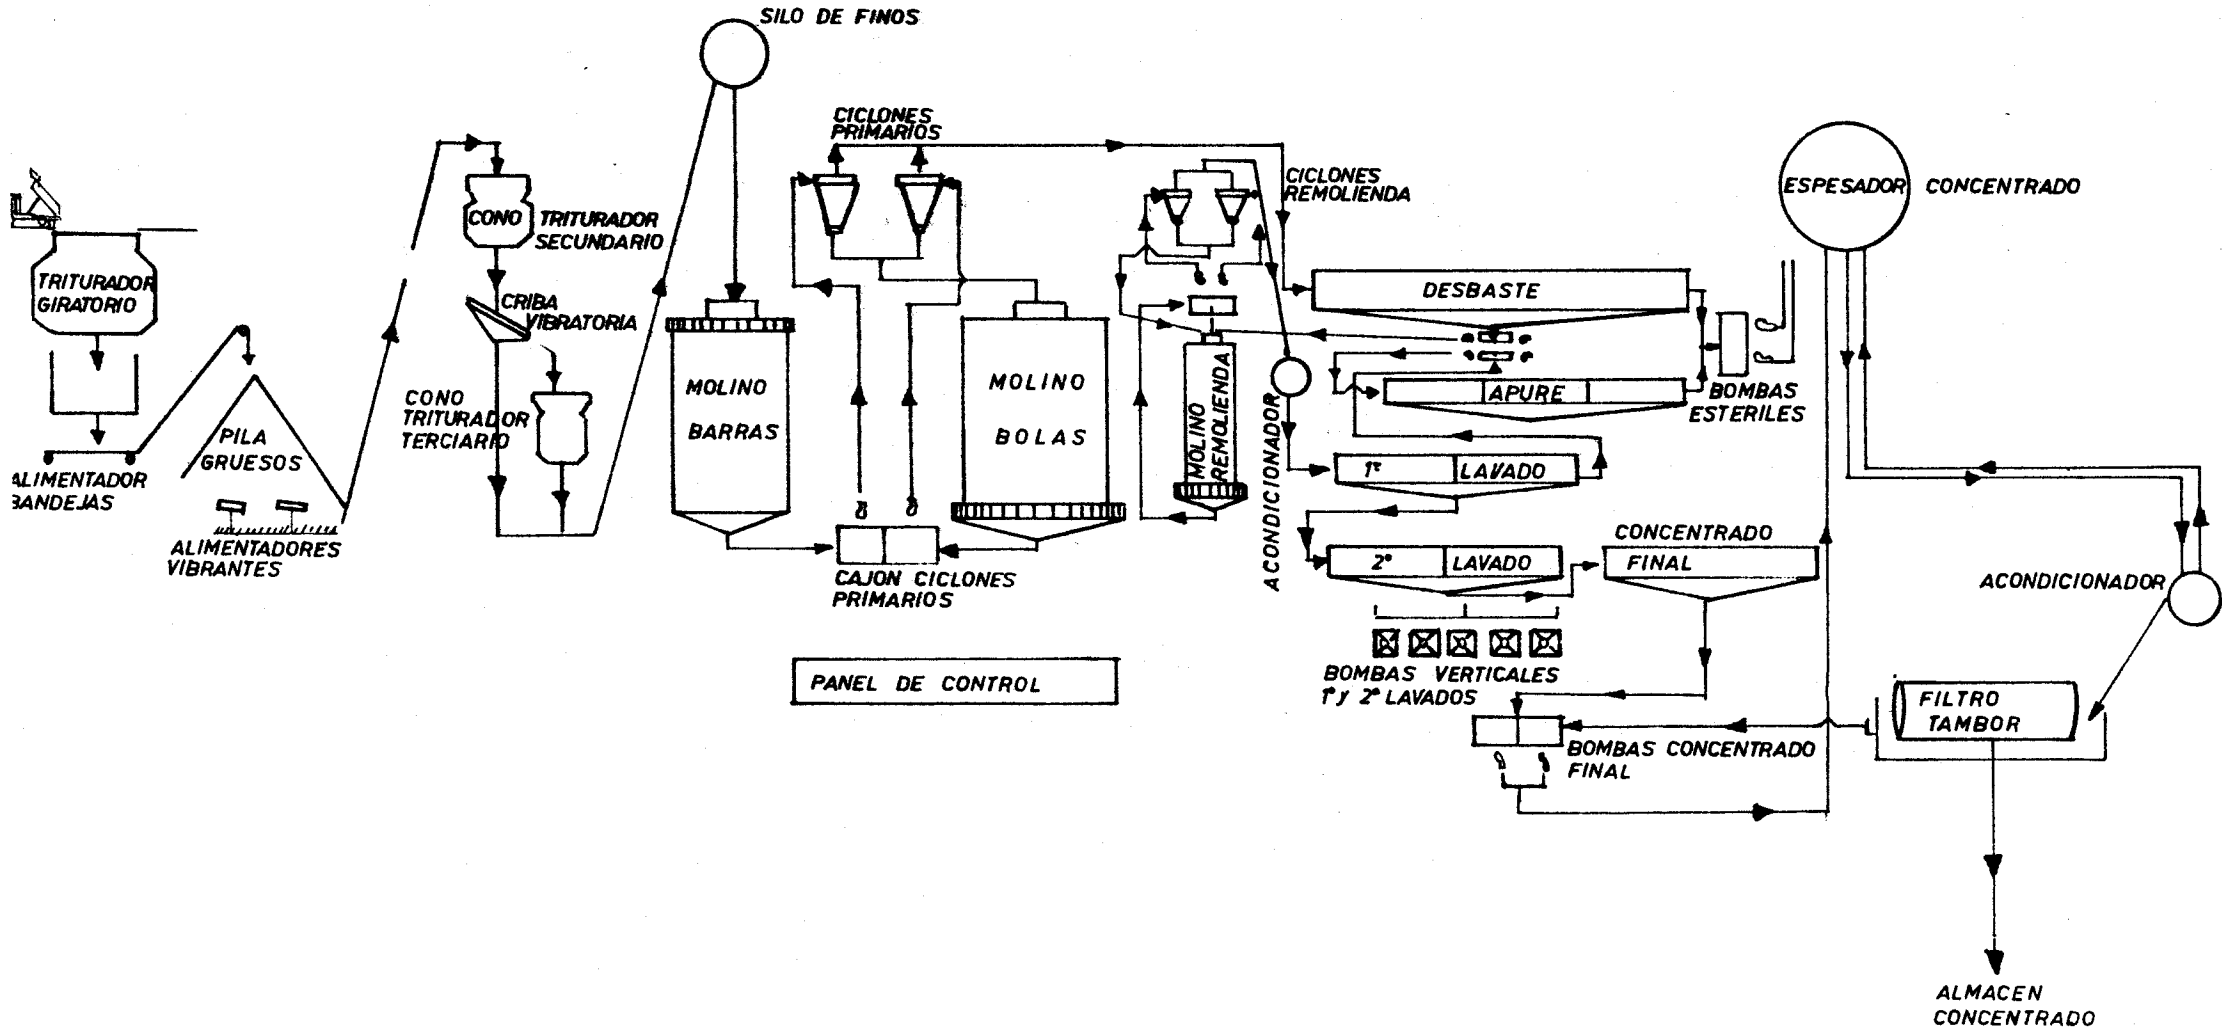 SILO DE FINOS
CICLONES
PRIMARIOS
CICLONES
REMOLIENDA
ESPESADOR CONCENTRADO
CONO TRITURADOR
SECUNDARIO
TRITURADOR
GIRATORIO
CRIBA
VIBRATORIA
DESBASTE
MOLINO
BARRAS
MOLINO
BOLAS
MOLINO
REMOLIENDA
ACONDICIONADOR
APURE
BOMBAS
ESTERILES
CONO
TRITURADOR
TERCIARIO
PILA
GRUESOS
ALIMENTADOR
BANDEJAS
1º LAVADO
ALIMENTADORES
VIBRANTES
CONCENTRADO
FINAL
2º LAVADO
CAJON CICLONES
PRIMARIOS
ACONDICIONADOR
BOMBAS VERTICALES
1º y 2º LAVADOS
PANEL DE CONTROL
FILTRO
TAMBOR
BOMBAS CONCENTRADO
FINAL
ALMACEN
CONCENTRADO